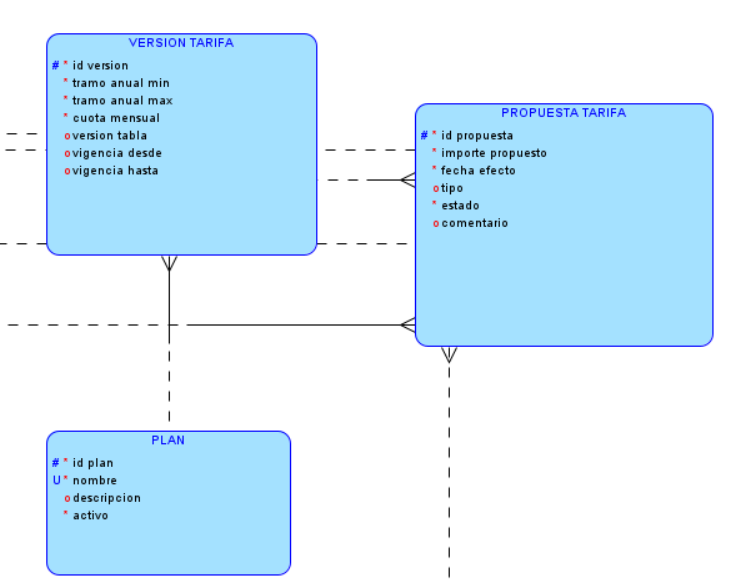 VERSION TARIFA
# * id version
* tramo anual min
* tramo anual max
* cuota mensual
o version tabla
o vigencia desde
o vigencia hasta
PROPUESTA TARIFA
# * id propuesta
* importe propuesto
* fecha efecto
o tipo
* estado
o comentario
PLAN
# * id plan
U * nombre
o descripcion
* activo